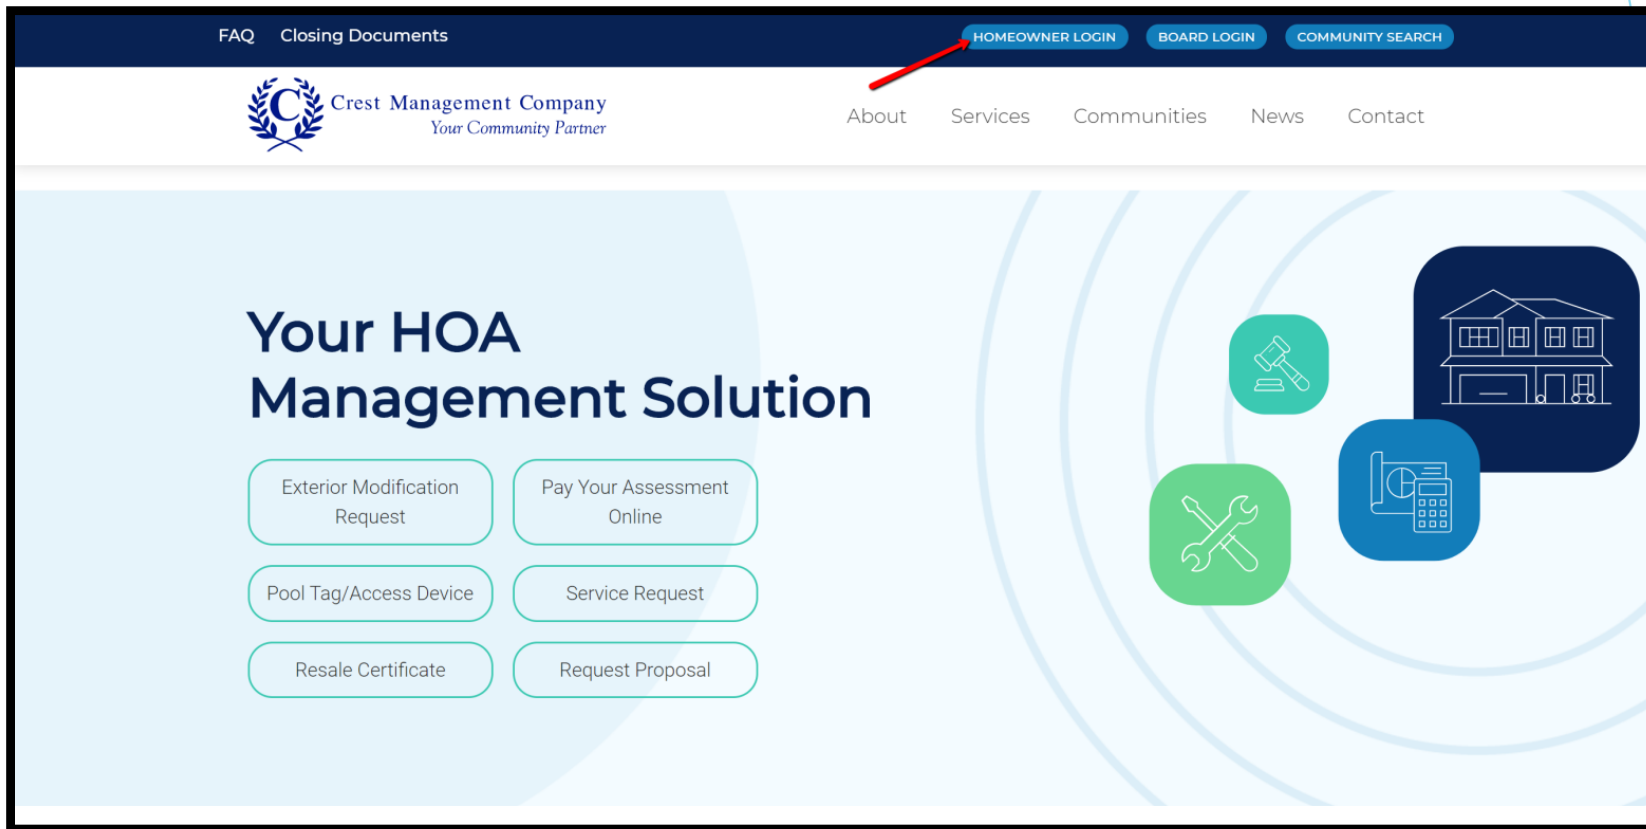 FAQ Closing Documents HOMEOWNER LOGIN BOARD LOGIN COMMUNITY SEARCH
C
Crest Management Company
Your Community Partner
About Services Communities News Contact
Your HOA
Management Solution
Exterior Modification
Request
Pay Your Assessment
Online
Pool Tag/Access Device
Service Request
Resale Certificate
Request Proposal